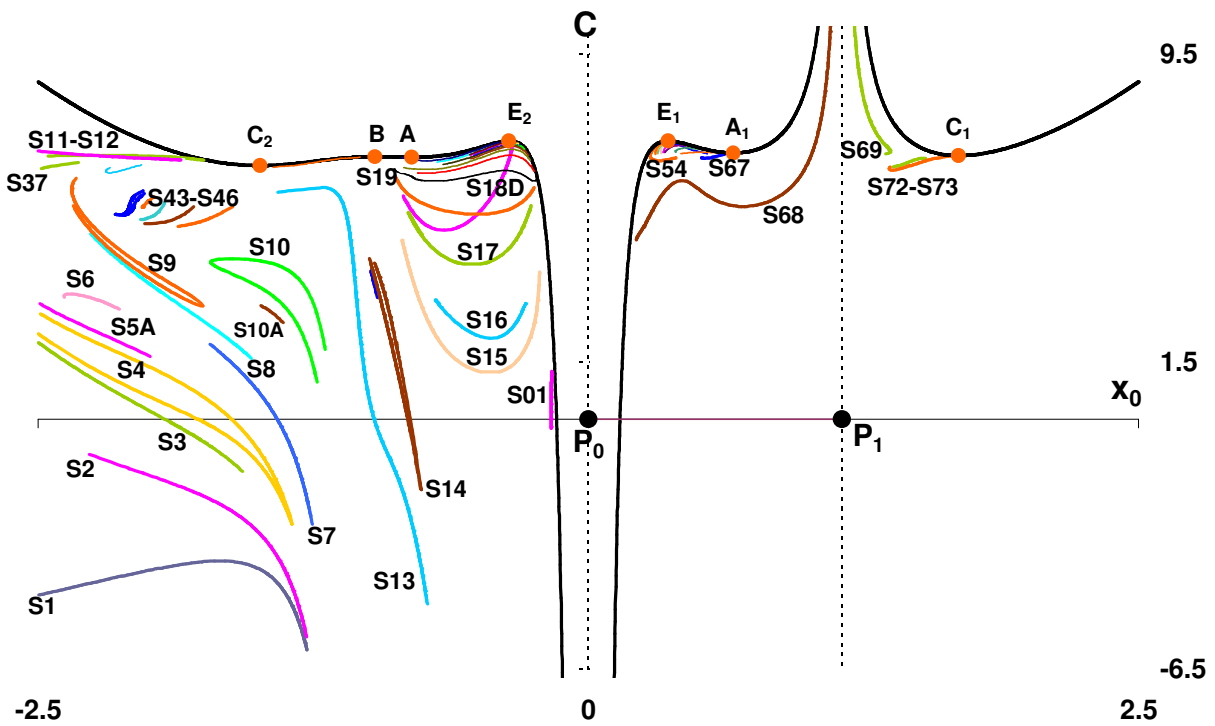 C
9.5
E₂
E₁
S11-S12
C₂
B
A
A₁
C₁
S37
S19
S18D
S54
S67
S69
S72-S73
S43-S46
S68
S9
S10
S17
S6
S5A
S10A
S16
S4
S8
S15
1.5
S01
X₀
S3
P₀
P₁
S2
S14
S7
S13
S1
-6.5
-2.5
0
2.5